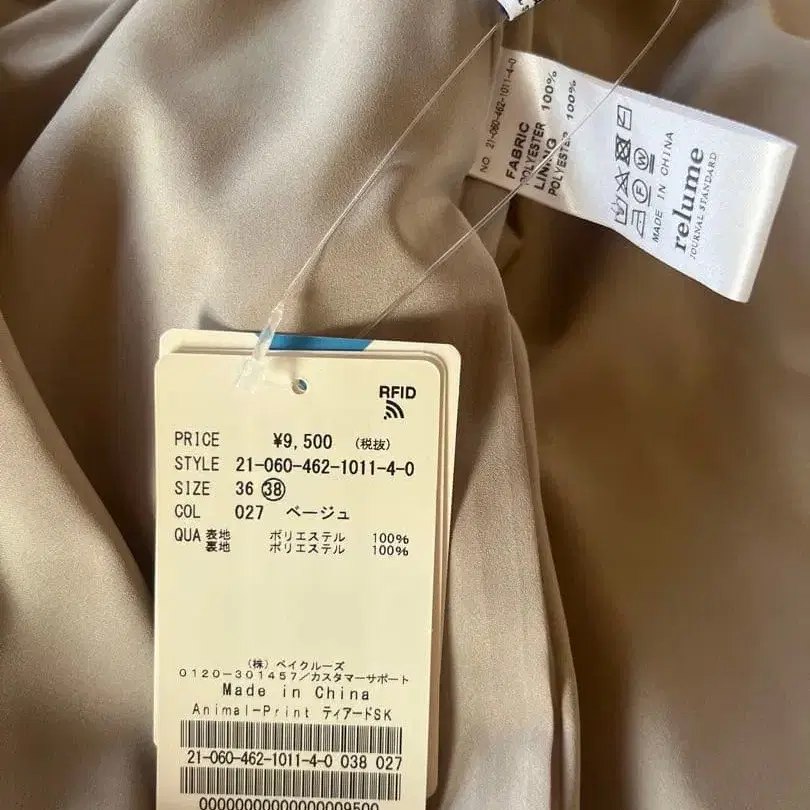 NO 21-060-462-1011-4-0
FABRIC
POLYESTER 100%
LINING
POLYESTER 100%
MADE IN CHINA
relume
JOURNAL STANDARD
RFID
PRICE ¥9,500 (税抜)
STYLE 21-060-462-1011-4-0
SIZE 36 38
COL 027 ベージュ
QUA 表地 ポリエステル 100%
裏地 ポリエステル 100%
(株) ベイクルーズ
0120-301457/カスタマーサポート
Made in China
Animal-Print ティアードSK
21-060-462-1011-4-0 038 027